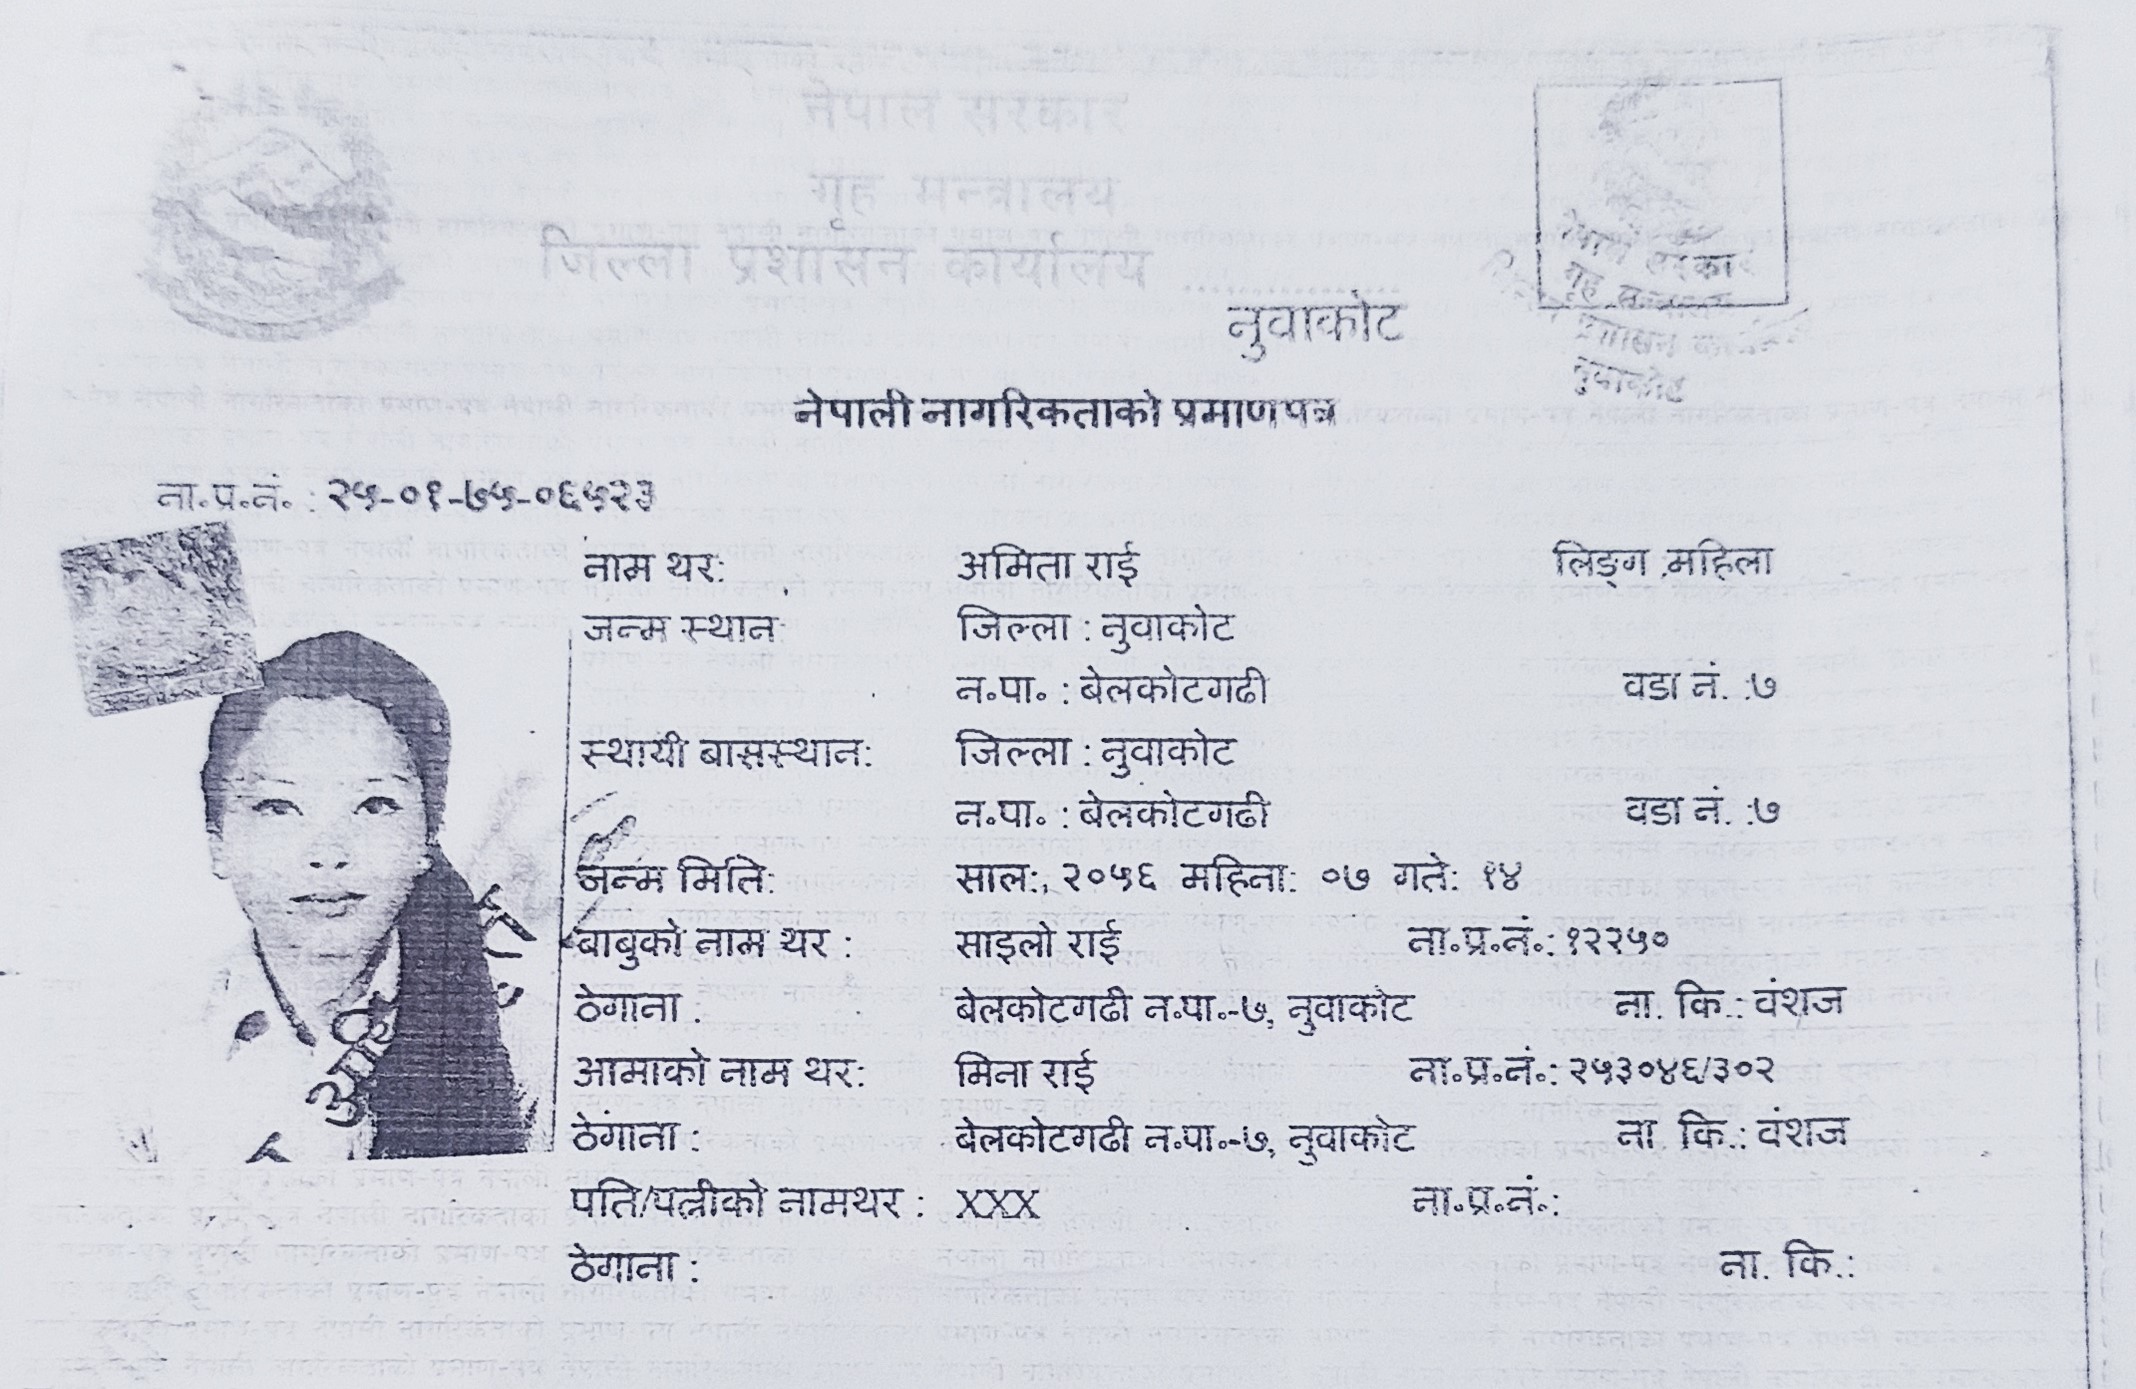 नेपाल सरकार
गृह मन्त्रालय
जिल्ला प्रशासन कार्यालय ..................
नुवाकोट
नेपाल सरकार
गृह मन्त्रालय
प्रशासन
नुवाकोट
नेपाली नागरिकताको प्रमाणपत्र
ना॰प्र॰नं॰ : २५-०१-७५-०६५२३
नाम थर: अमिता राई लिङ्ग :महिला
जन्म स्थान: जिल्ला : नुवाकोट
न॰पा॰ : बेलकोटगढी वडा नं. :७
स्थायी बासस्थान: जिल्ला : नुवाकोट
न॰पा॰ : बेलकोटगढी वडा नं. :७
जन्म मिति: साल: २०५६ महिना: ०७ गते: १४
बाबुको नाम थर : साइलो राई ना॰प्र॰नं॰: १२२५०
ठेगाना : बेलकोटगढी न॰पा॰-७, नुवाकोट ना. कि.: वंशज
आमाको नाम थर: मिना राई ना॰प्र॰नं॰: २५३०४६/३०२
ठेगाना : बेलकोटगढी न॰पा॰-७, नुवाकोट ना. कि.: वंशज
पति/पत्नीको नामथर : XXX ना॰प्र॰नं॰:
ठेगाना : ना. कि.: